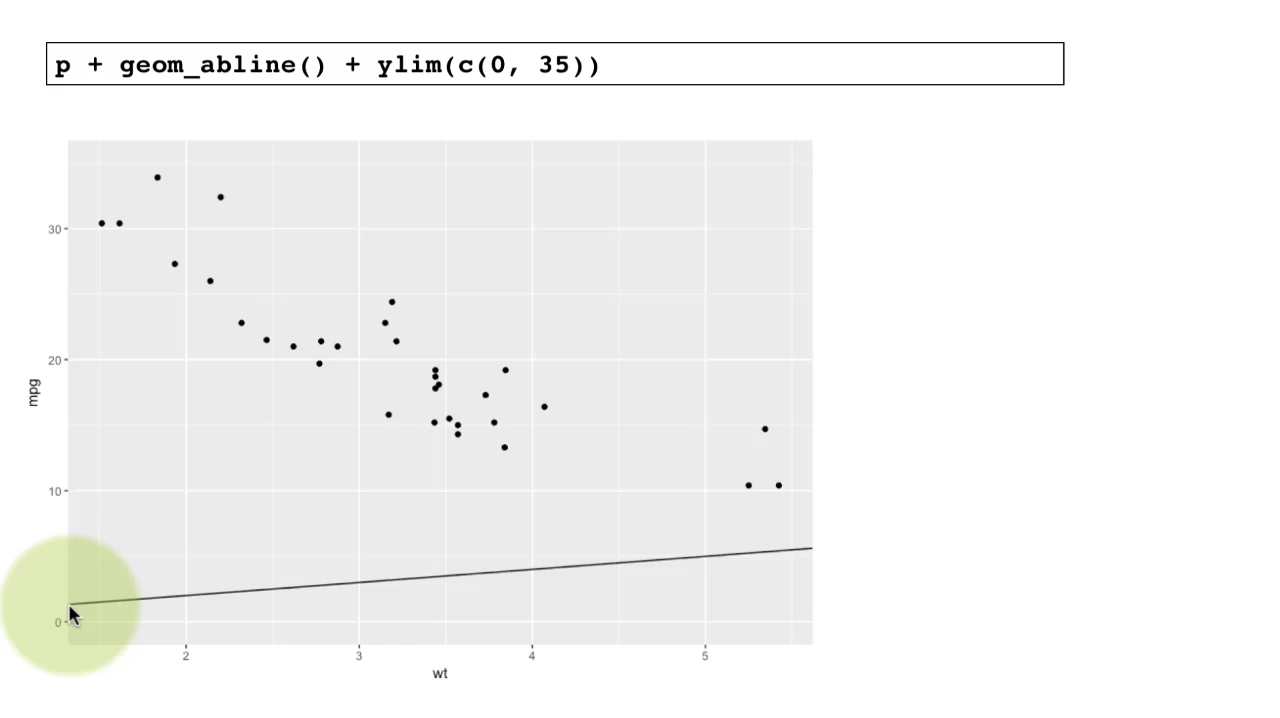 p + geom_abline() + ylim(c(0, 35))
30
20
10
0
mpg
2
3
4
5
wt